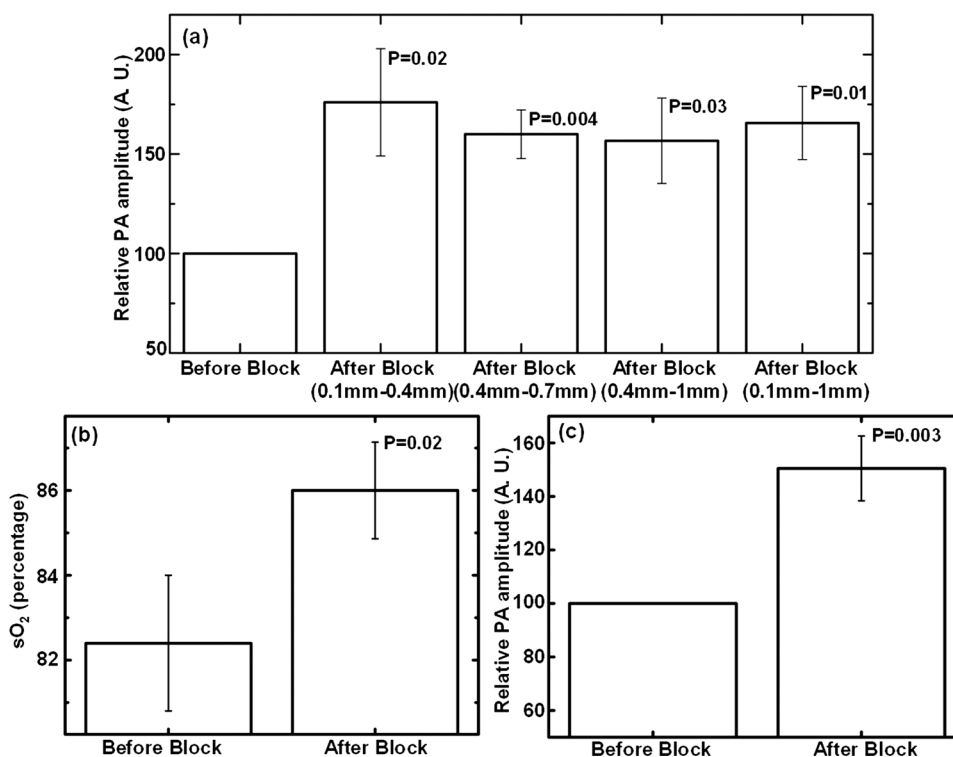 (a)
Relative PA amplitude (A. U.)
200
150
100
50
P=0.02
P=0.004
P=0.03
P=0.01
Before Block
After Block
(0.1mm-0.4mm)
After Block
(0.4mm-0.7mm)
After Block
(0.4mm-1mm)
After Block
(0.1mm-1mm)
(b)
sO₂ (percentage)
86
84
82
P=0.02
Before Block
After Block
(c)
Relative PA amplitude (A. U.)
160
140
120
100
80
60
P=0.003
Before Block
After Block